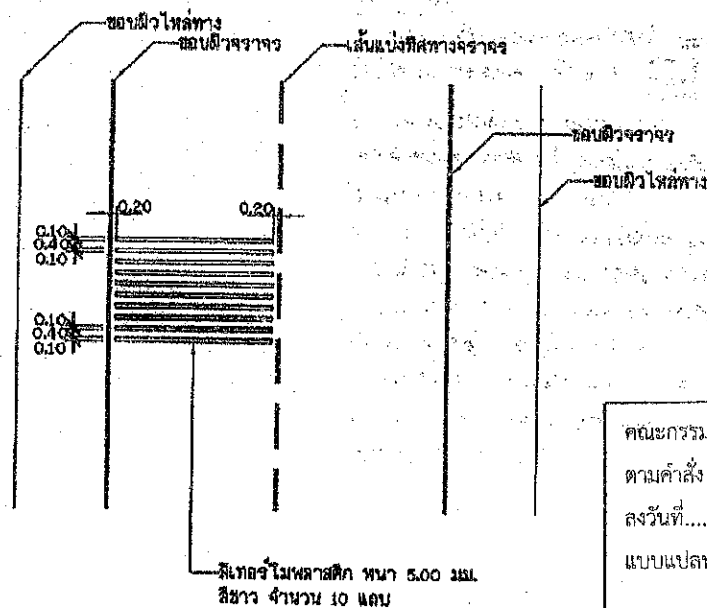 ขอบผิวไหล่ทาง
ขอบผิวจราจร
เส้นแบ่งทิศทางจราจร
ขอบผิวจราจร
ขอบผิวไหล่ทาง
0.20
0.20
0.10
0.40
0.10
0.10
0.40
0.10
คณะกรรม
ตามคำสั่ง
ลงวันที่....
แบบแปลน
สีเทอร์โมพลาสติก หนา 5.00 มม.
สีขาว จำนวน 10 แถบ